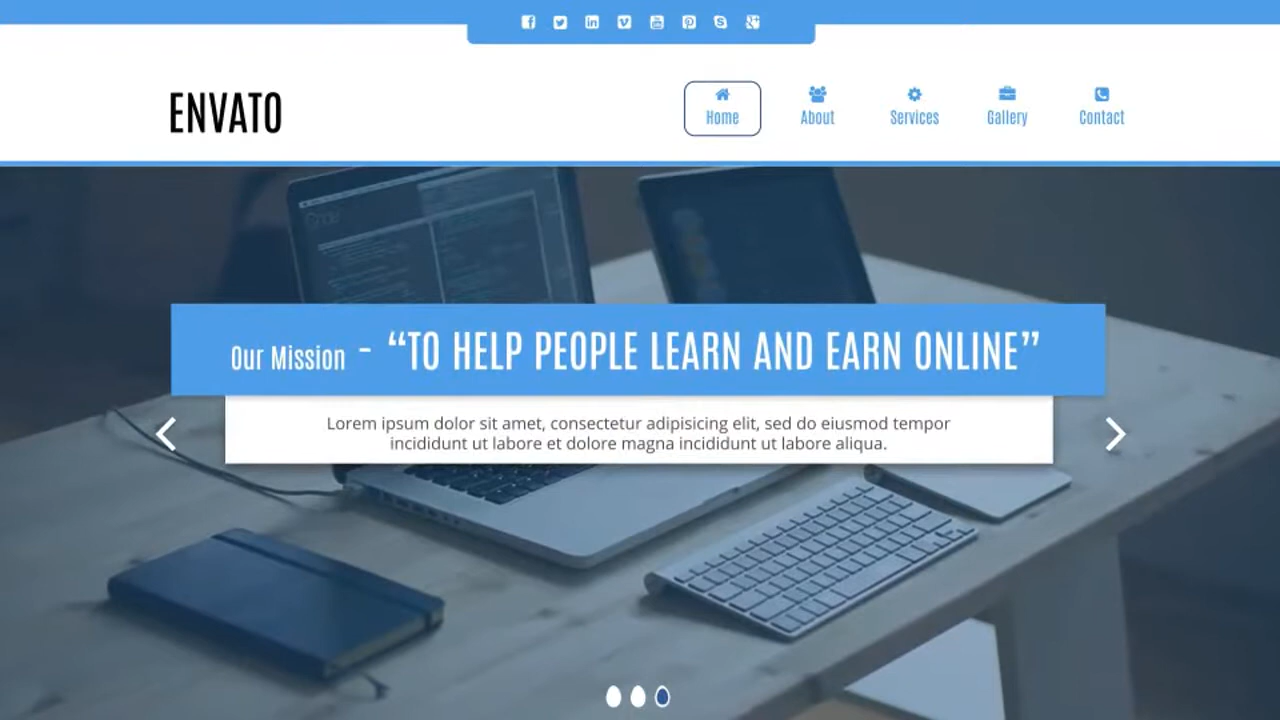 ENVATO
Home
About
Services
Gallery
Contact
Our Mission - “TO HELP PEOPLE LEARN AND EARN ONLINE”
Lorem ipsum dolor sit amet, consectetur adipisicing elit, sed do eiusmod tempor
incididunt ut labore et dolore magna incididunt ut labore aliqua.